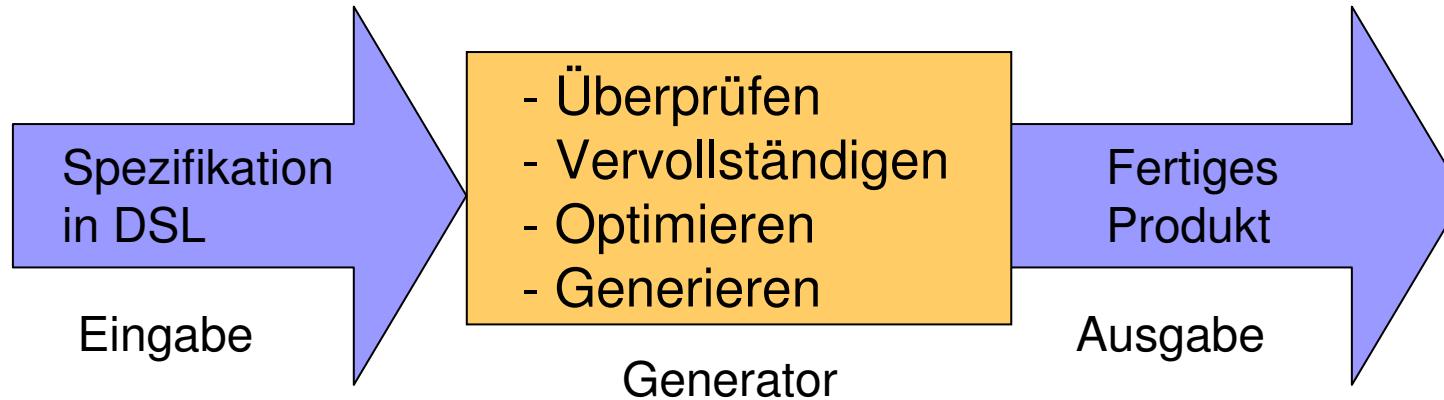 Spezifikation
in DSL
Eingabe
- Überprüfen
- Vervollständigen
- Optimieren
- Generieren
Generator
Fertiges
Produkt
Ausgabe